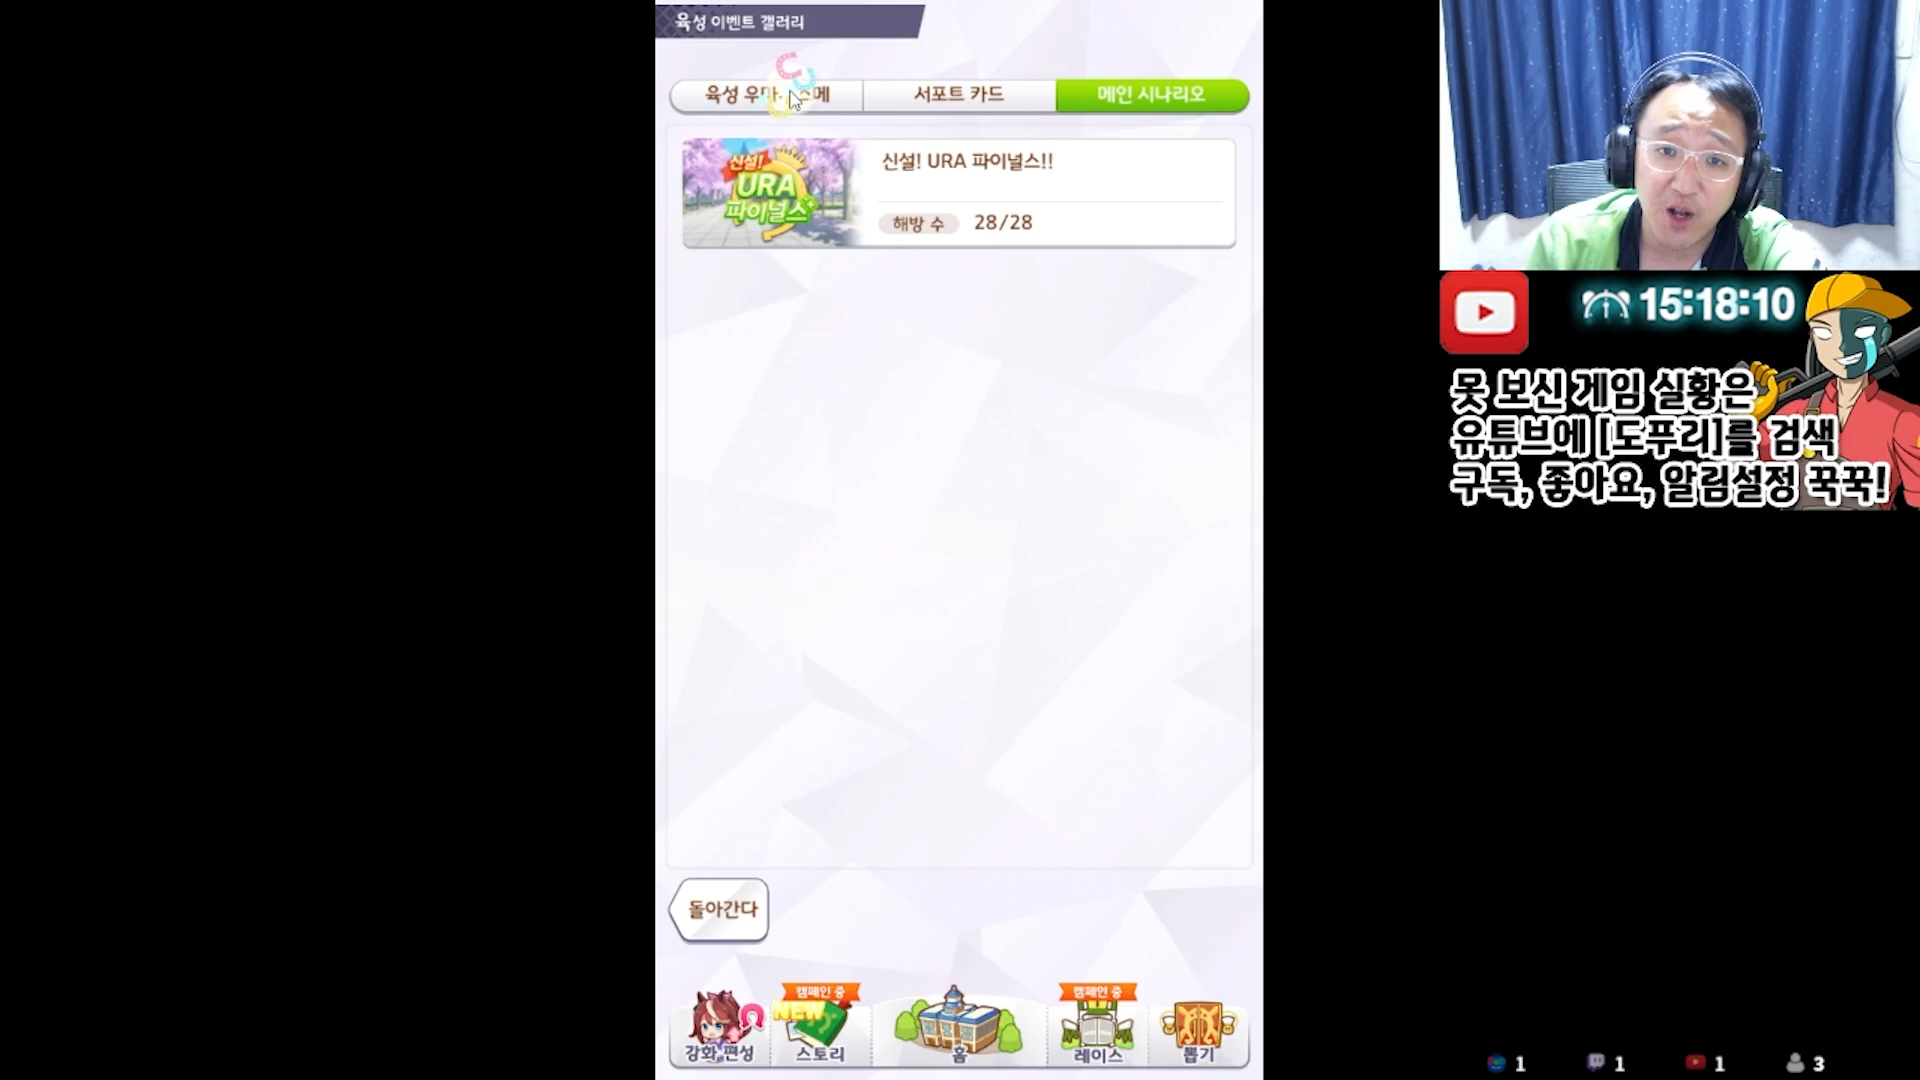 육성 이벤트 갤러리
서포트 카드
메인 시나리오
신설!
URA
파이널스
신설! URA 파이널스!!
해방 수 28/28
돌아간다
강화 편성
캠페인 중
NEW
스토리
홈
캠페인 중
레이스
뽑기
15:18:10
못 보신 게임 실황은
유튜브에 [도푸리]를 검색
구독, 좋아요, 알림설정 꾹꾹!
1
1
1
3